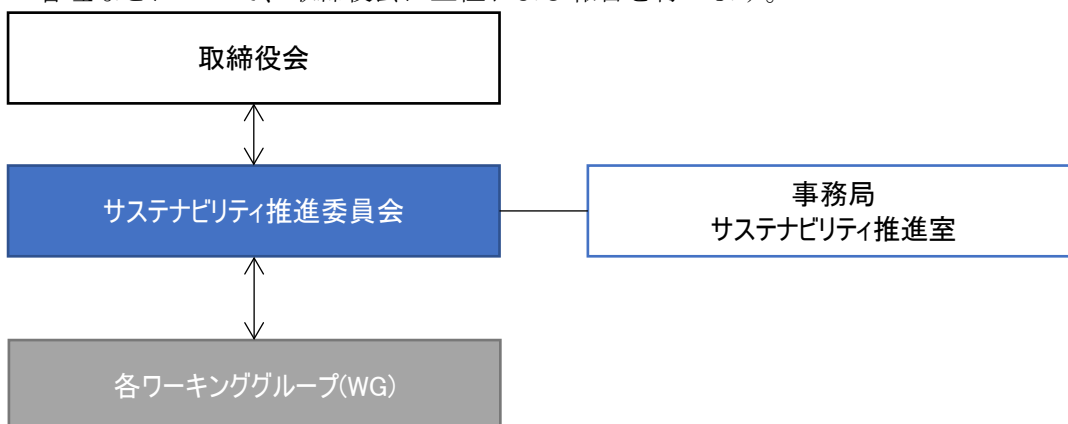 取締役会
サステナビリティ推進委員会
事務局
サステナビリティ推進室
各ワーキンググループ(WG)